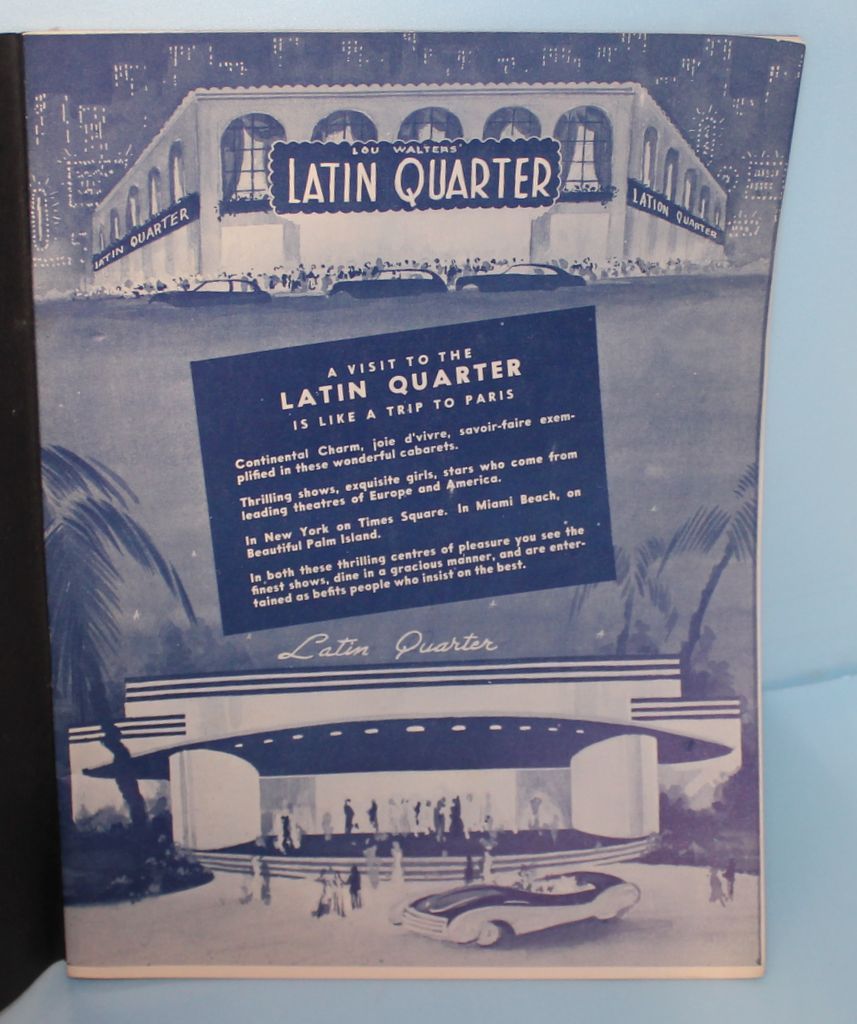 LOU WALTERS'
LATIN QUARTER
LATIN QUARTER
LATION QUARTER
A VISIT TO THE
LATIN QUARTER
IS LIKE A TRIP TO PARIS
Continental Charm, joie d'vivre, savoir-faire exem-
plified in these wonderful cabarets.
Thrilling shows, exquisite girls, stars who come from
leading theatres of Europe and America.
In New York on Times Square. In Miami Beach, on
Beautiful Palm Island.
In both these thrilling centres of pleasure you see the
finest shows, dine in a gracious manner, and are enter-
tained as befits people who insist on the best.
Latin Quarter